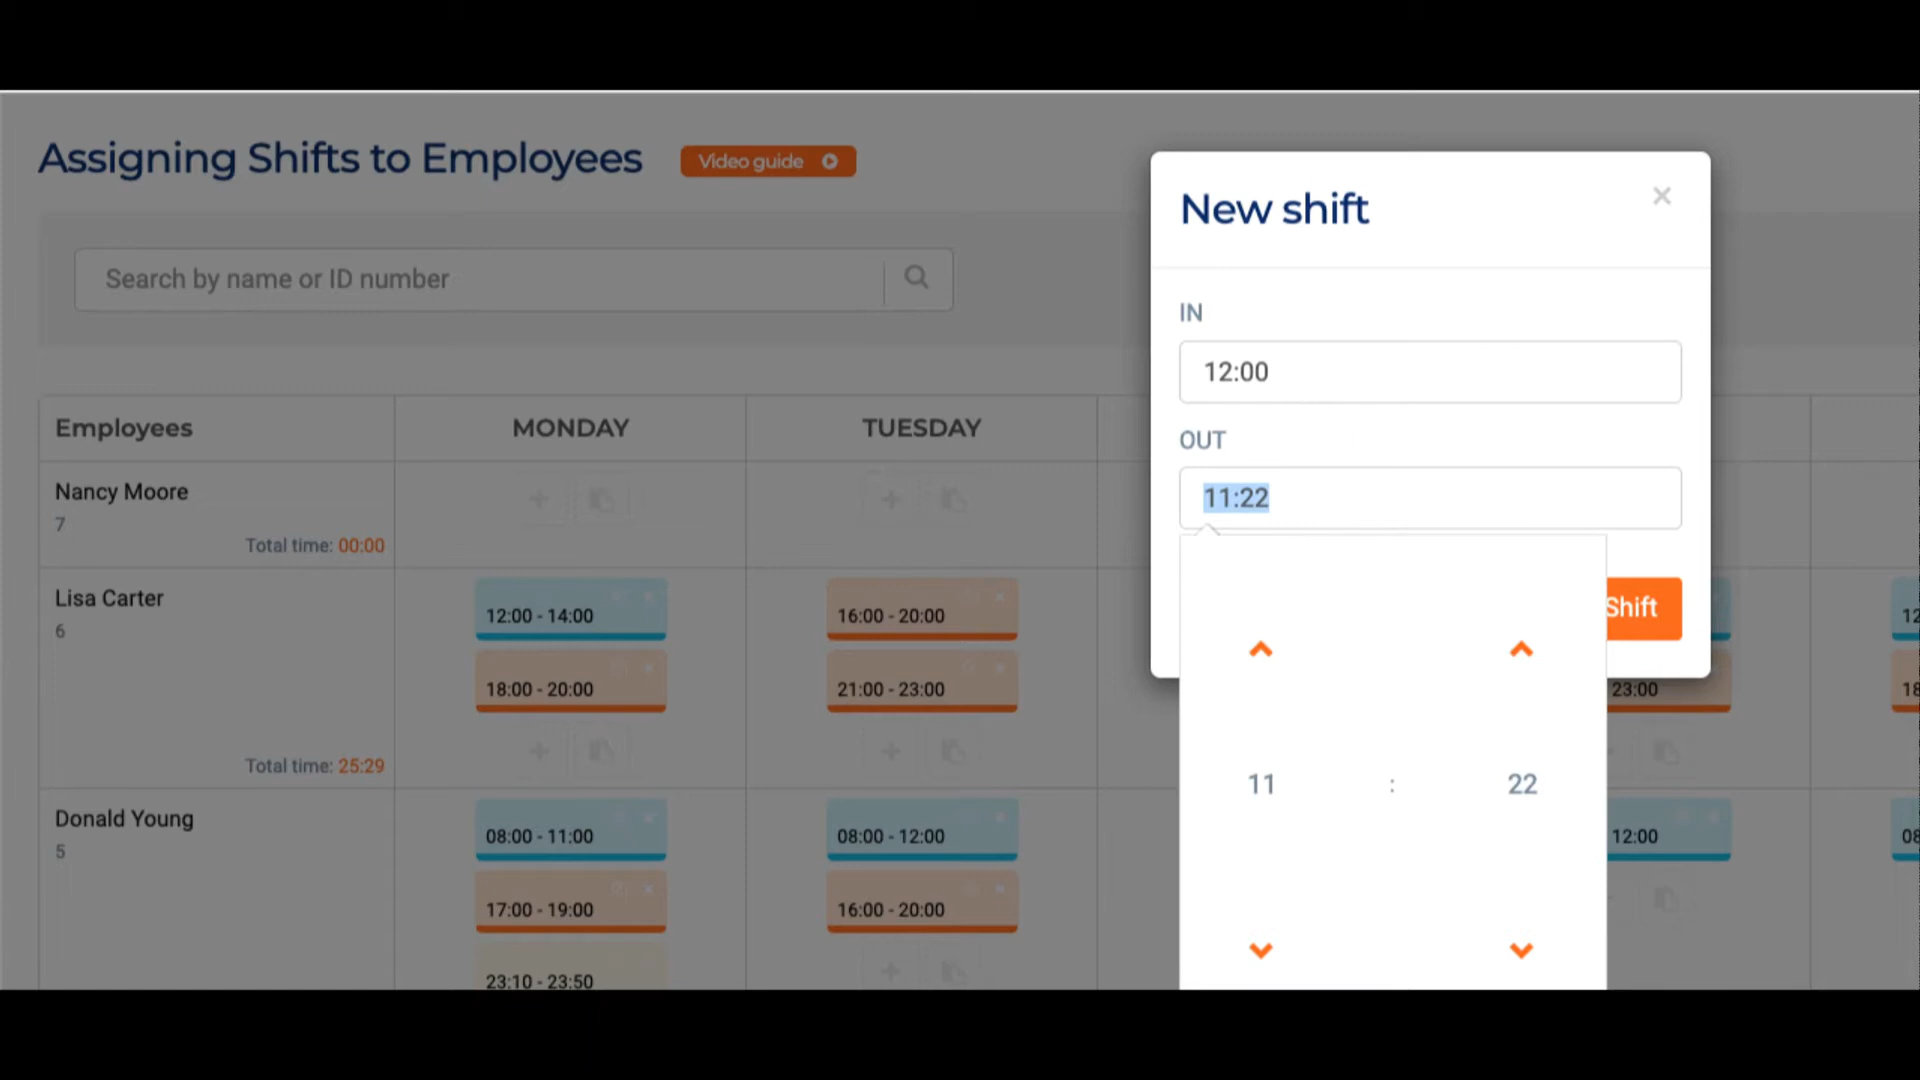 Assigning Shifts to Employees
Video guide
Search by name or ID number
Employees
MONDAY
TUESDAY
Nancy Moore
7
Total time: 00:00
Lisa Carter
6
12:00 - 14:00
16:00 - 20:00
18:00 - 20:00
21:00 - 23:00
Total time: 25:29
Donald Young
5
08:00 - 11:00
08:00 - 12:00
17:00 - 19:00
16:00 - 20:00
23:10 - 23:50
New shift
IN
12:00
OUT
11:22
Shift
11 : 22
23:00
12:00
12
18
08